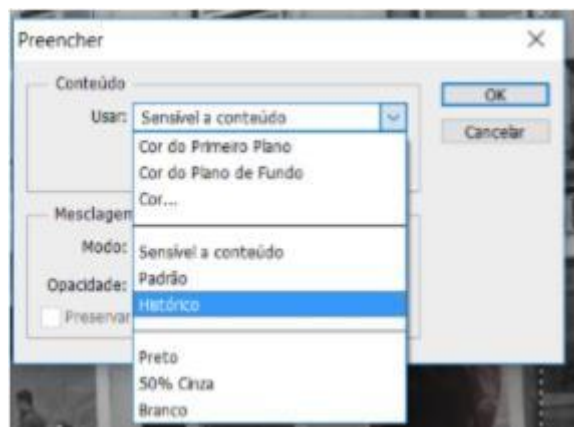 Preencher
Conteúdo
OK
Usar: Sensível a conteúdo
Cancelar
Cor do Primeiro Plano
Cor do Plano de Fundo
Cor...
Mesclagem
Modo:
Sensível a conteúdo
Opacidade:
Padrão
Histórico
Preservar
Preto
50% Cinza
Branco